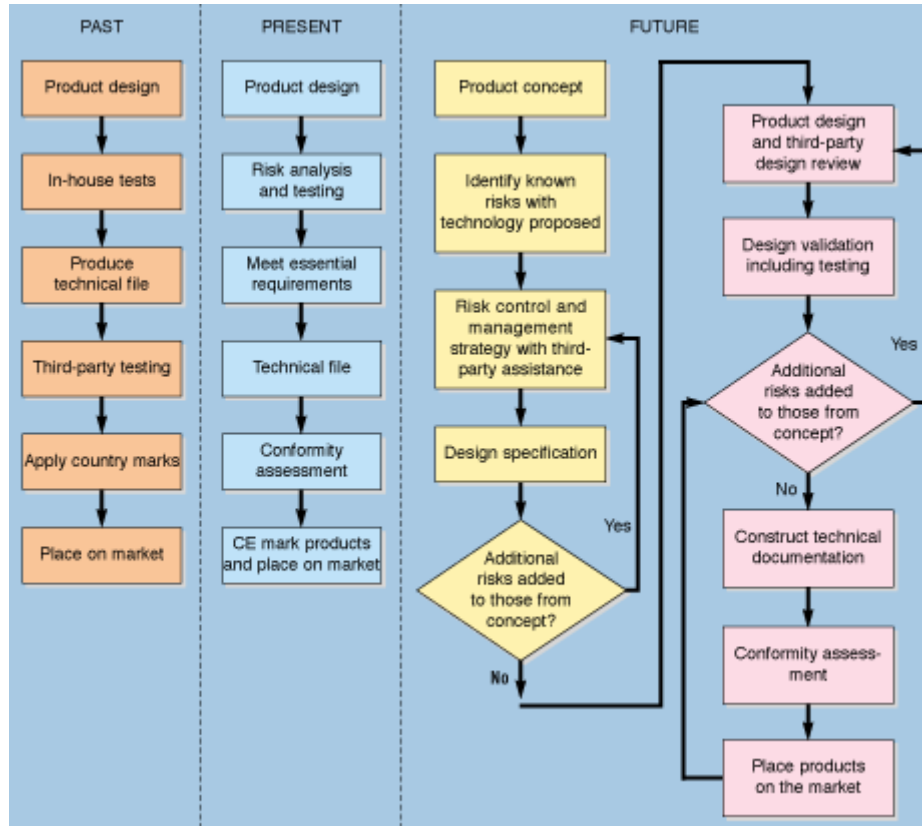 PAST
Product design
In-house tests
Produce
technical file
Third-party testing
Apply country marks
Place on market
PRESENT
Product design
Risk analysis
and testing
Meet essential
requirements
Technical file
Conformity
assessment
CE mark products
and place on market
FUTURE
Product concept
Identify known
risks with
technology proposed
Risk control and
management
strategy with third-
party assistance
Design specification
Yes
Additional
risks added
to those from
concept?
No
Product design
and third-party
design review
Design validation
including testing
Yes
Additional
risks added
to those from
concept?
No
Construct technical
documentation
Conformity assess-
ment
Place products
on the market